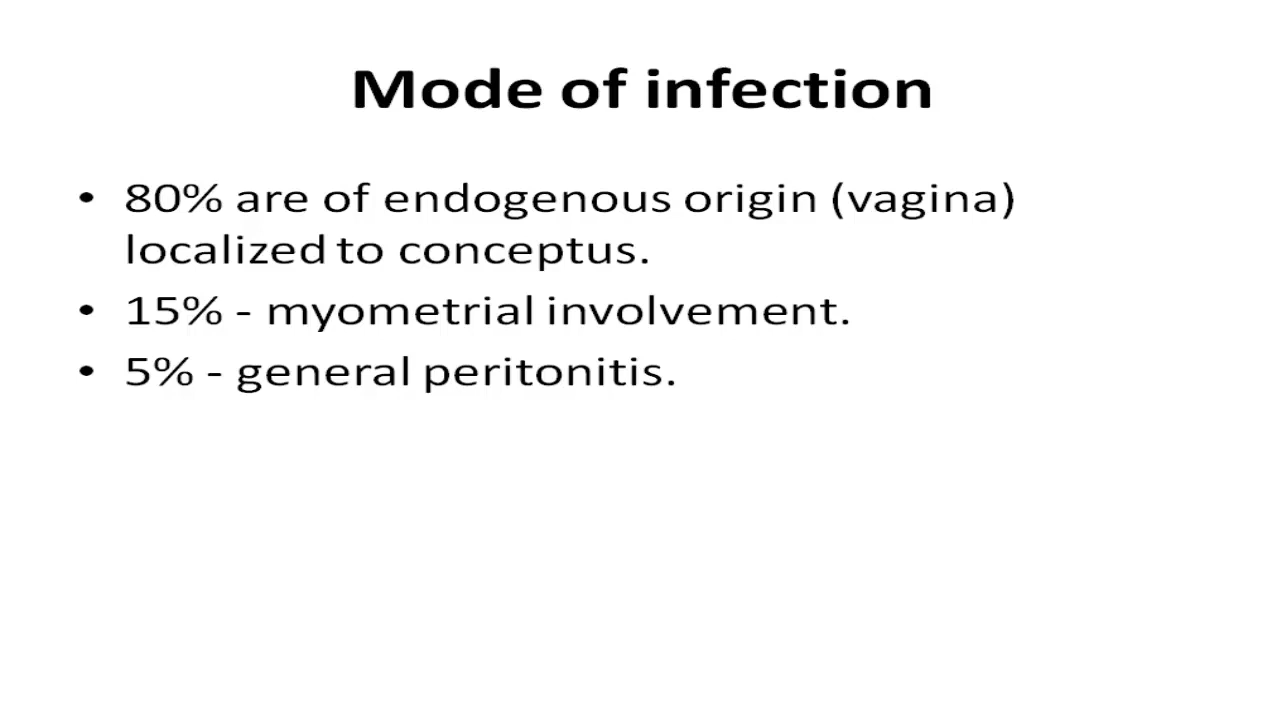 Mode of infection
• 80% are of endogenous origin (vagina)
localized to conceptus.
• 15% - myometrial involvement.
• 5% - general peritonitis.